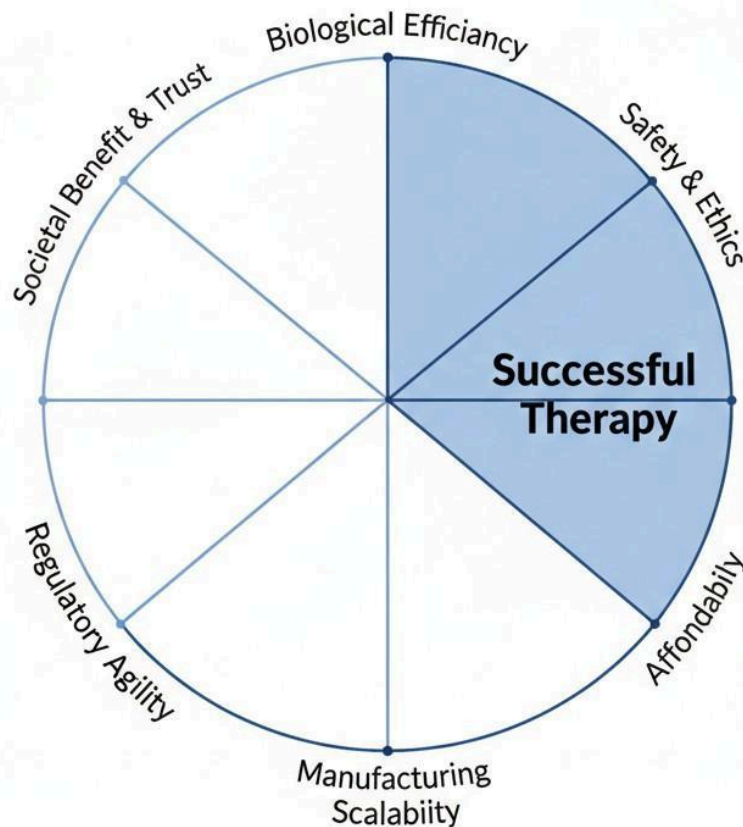 Biological Efficiancy
Safety & Ethics
Successful
Therapy
Affondabily
Manufacturing
Scalabiity
Regulatory Agility
Societal Benefit & Trust